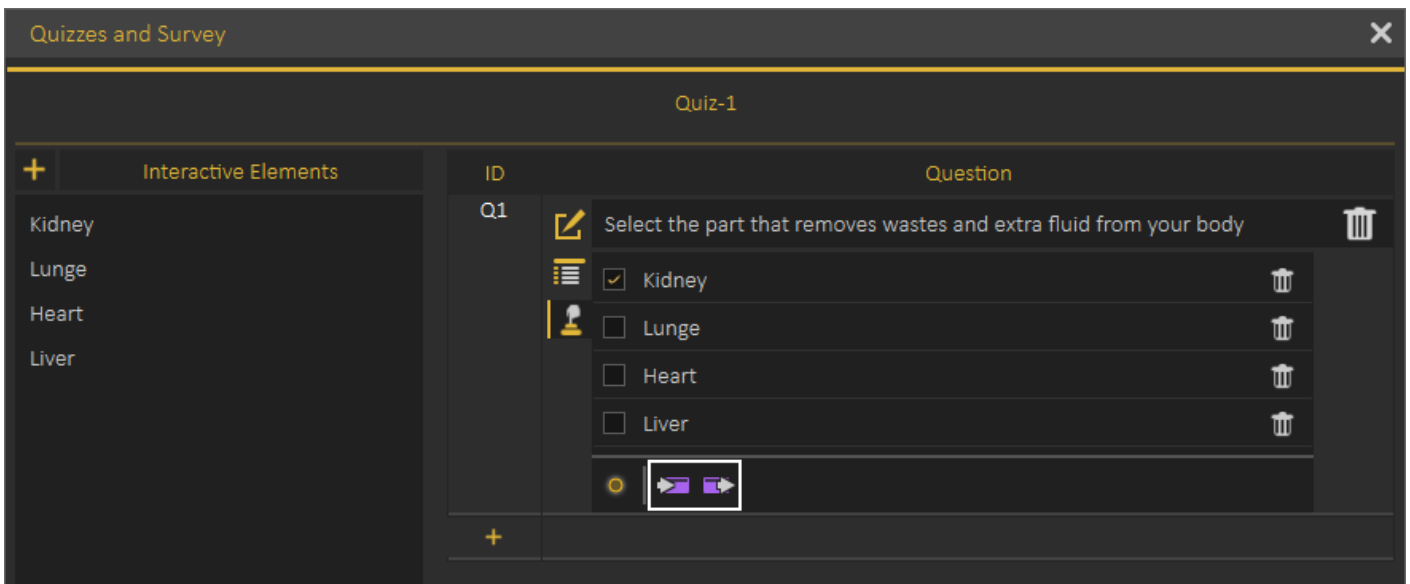 Quizzes and Survey
Quiz-1
Interactive Elements
Kidney
Lunge
Heart
Liver
ID
Question
Q1
Select the part that removes wastes and extra fluid from your body
Kidney
Lunge
Heart
Liver